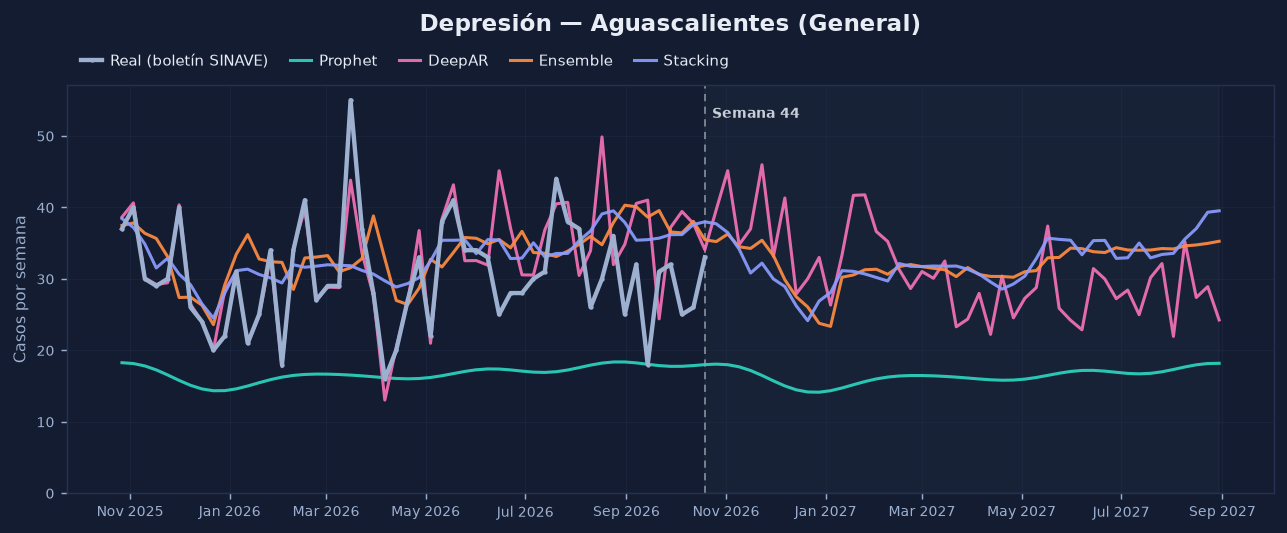 Depresión — Aguascalientes (General)
Real (boletín SINAVE) Prophet DeepAR Ensemble Stacking
Semana 44
Casos por semana
50
40
30
20
10
0
Nov 2025 Jan 2026 Mar 2026 May 2026 Jul 2026 Sep 2026 Nov 2026 Jan 2027 Mar 2027 May 2027 Jul 2027 Sep 2027